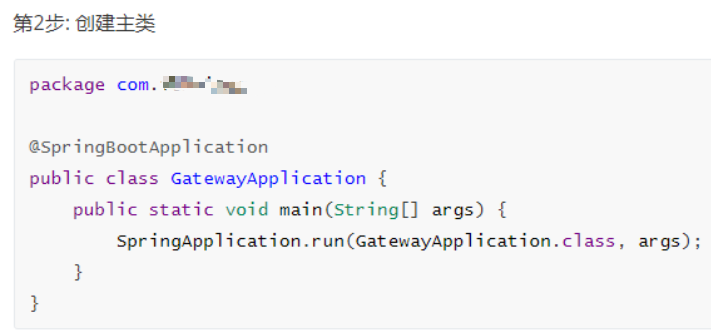 第2步: 创建主类
package com.
@SpringBootApplication
public class GatewayApplication {
public static void main(String[] args) {
SpringApplication.run(GatewayApplication.class, args);
}
}